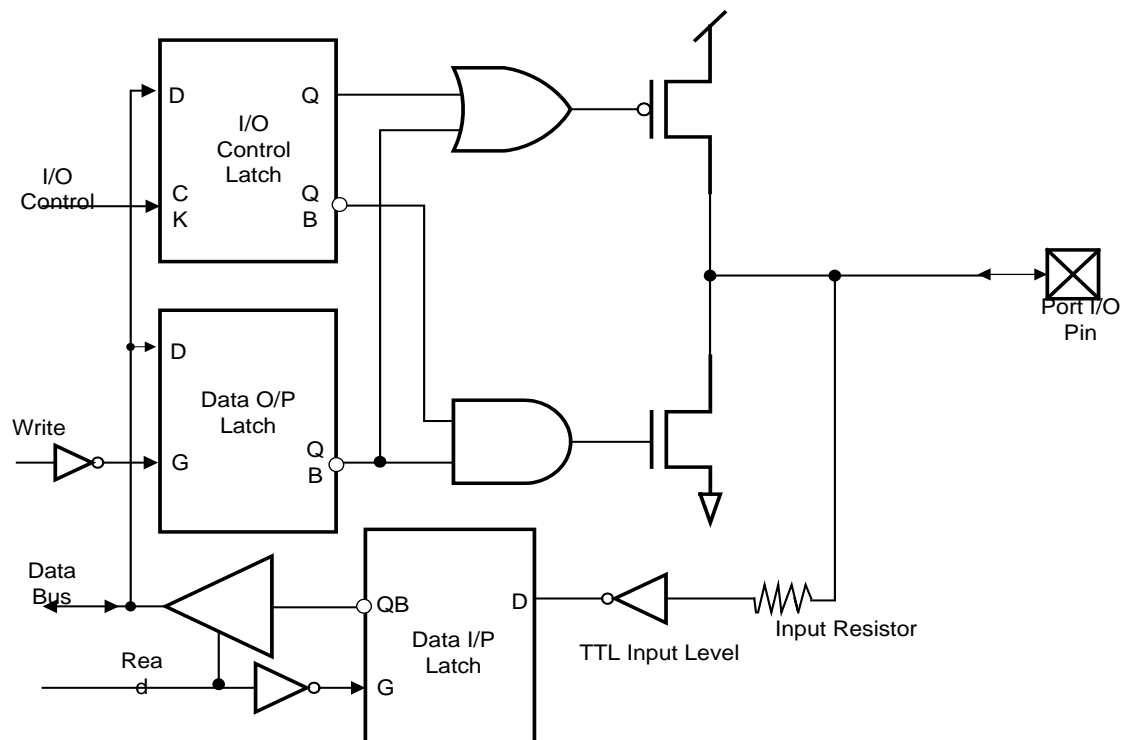 D
Q
I/O
Control
Latch
I/O
Control
C
K
Q
B
D
Data O/P
Latch
Write
G
Q
B
Port I/O
Pin
Data
Bus
QB
Data I/P
Latch
D
TTL Input Level
Input Resistor
Rea
d
G